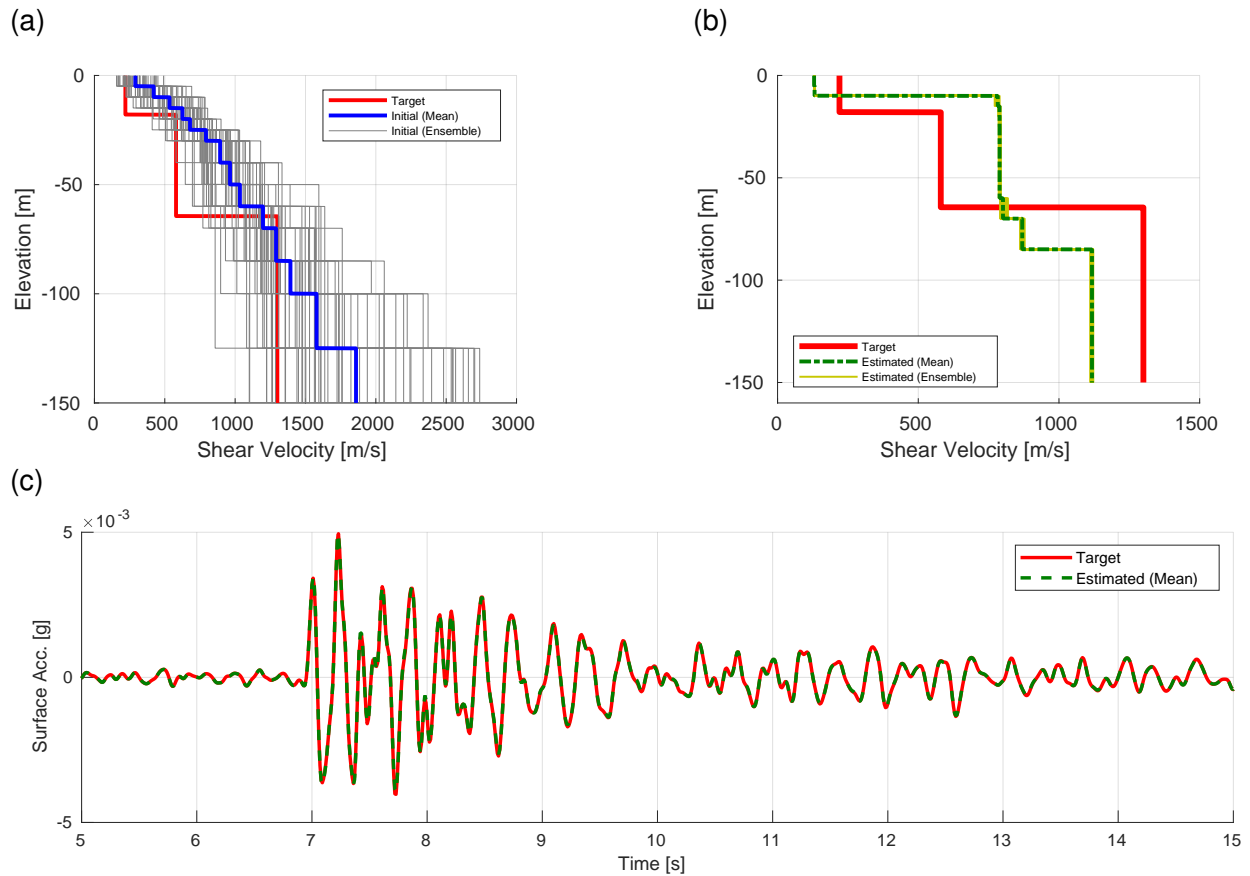 (a)
0
-50
-100
-150
Elevation [m]
0 500 1000 1500 2000 2500 3000
Shear Velocity [m/s]
Target
Initial (Mean)
Initial (Ensemble)
(b)
0
-50
-100
-150
Elevation [m]
0 500 1000 1500
Shear Velocity [m/s]
Target
Estimated (Mean)
Estimated (Ensemble)
(c)
×10⁻³
5
0
-5
Surface Acc. [g]
5 6 7 8 9 10 11 12 13 14 15
Time [s]
Target
Estimated (Mean)